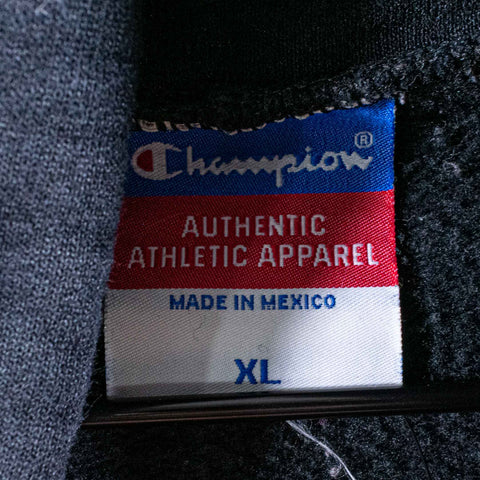 Champion®
AUTHENTIC
ATHLETIC APPAREL
MADE IN MEXICO
XL